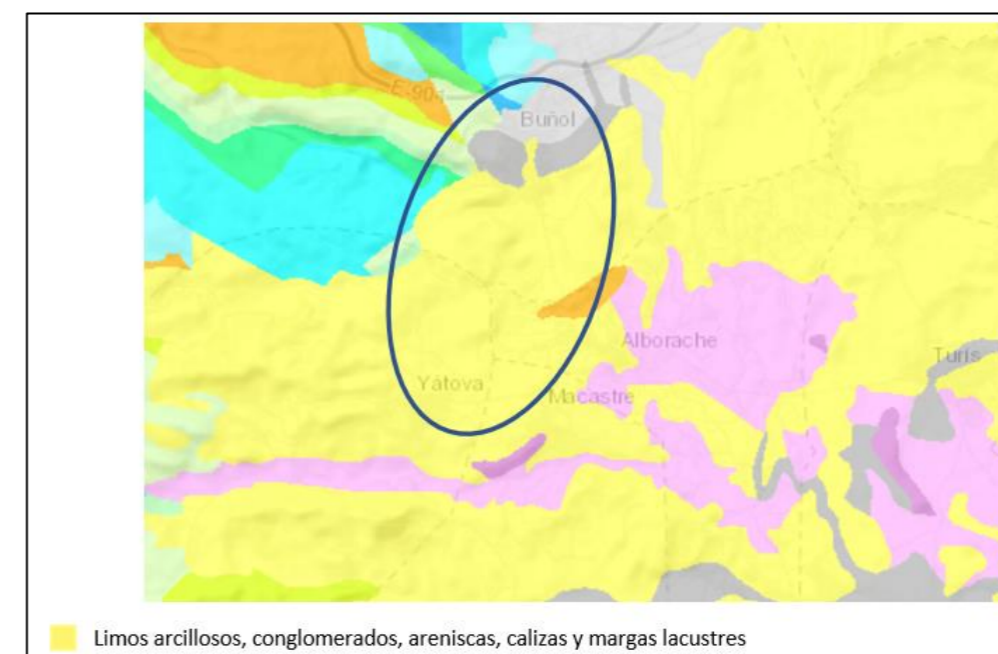 E-901
Buñol
Alborache
Turís
Yátova
Macastre
Limos arcillosos, conglomerados, areniscas, calizas y margas lacustres